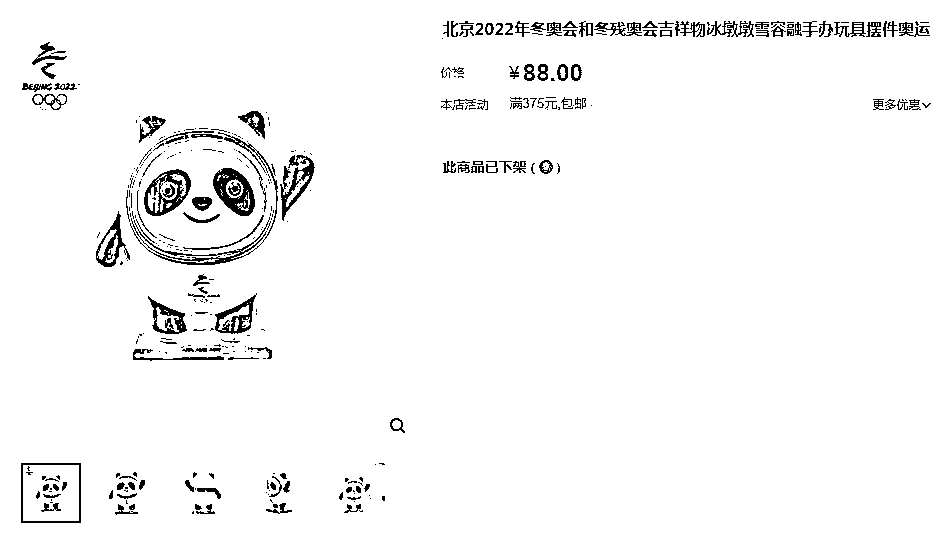 北京2022年冬奥会和冬残奥会吉祥物冰墩墩雪容融手办玩具摆件奥运
价格 ¥88.00
本店活动 满375元,包邮 更多优惠
此商品已下架
BEIJING 2022